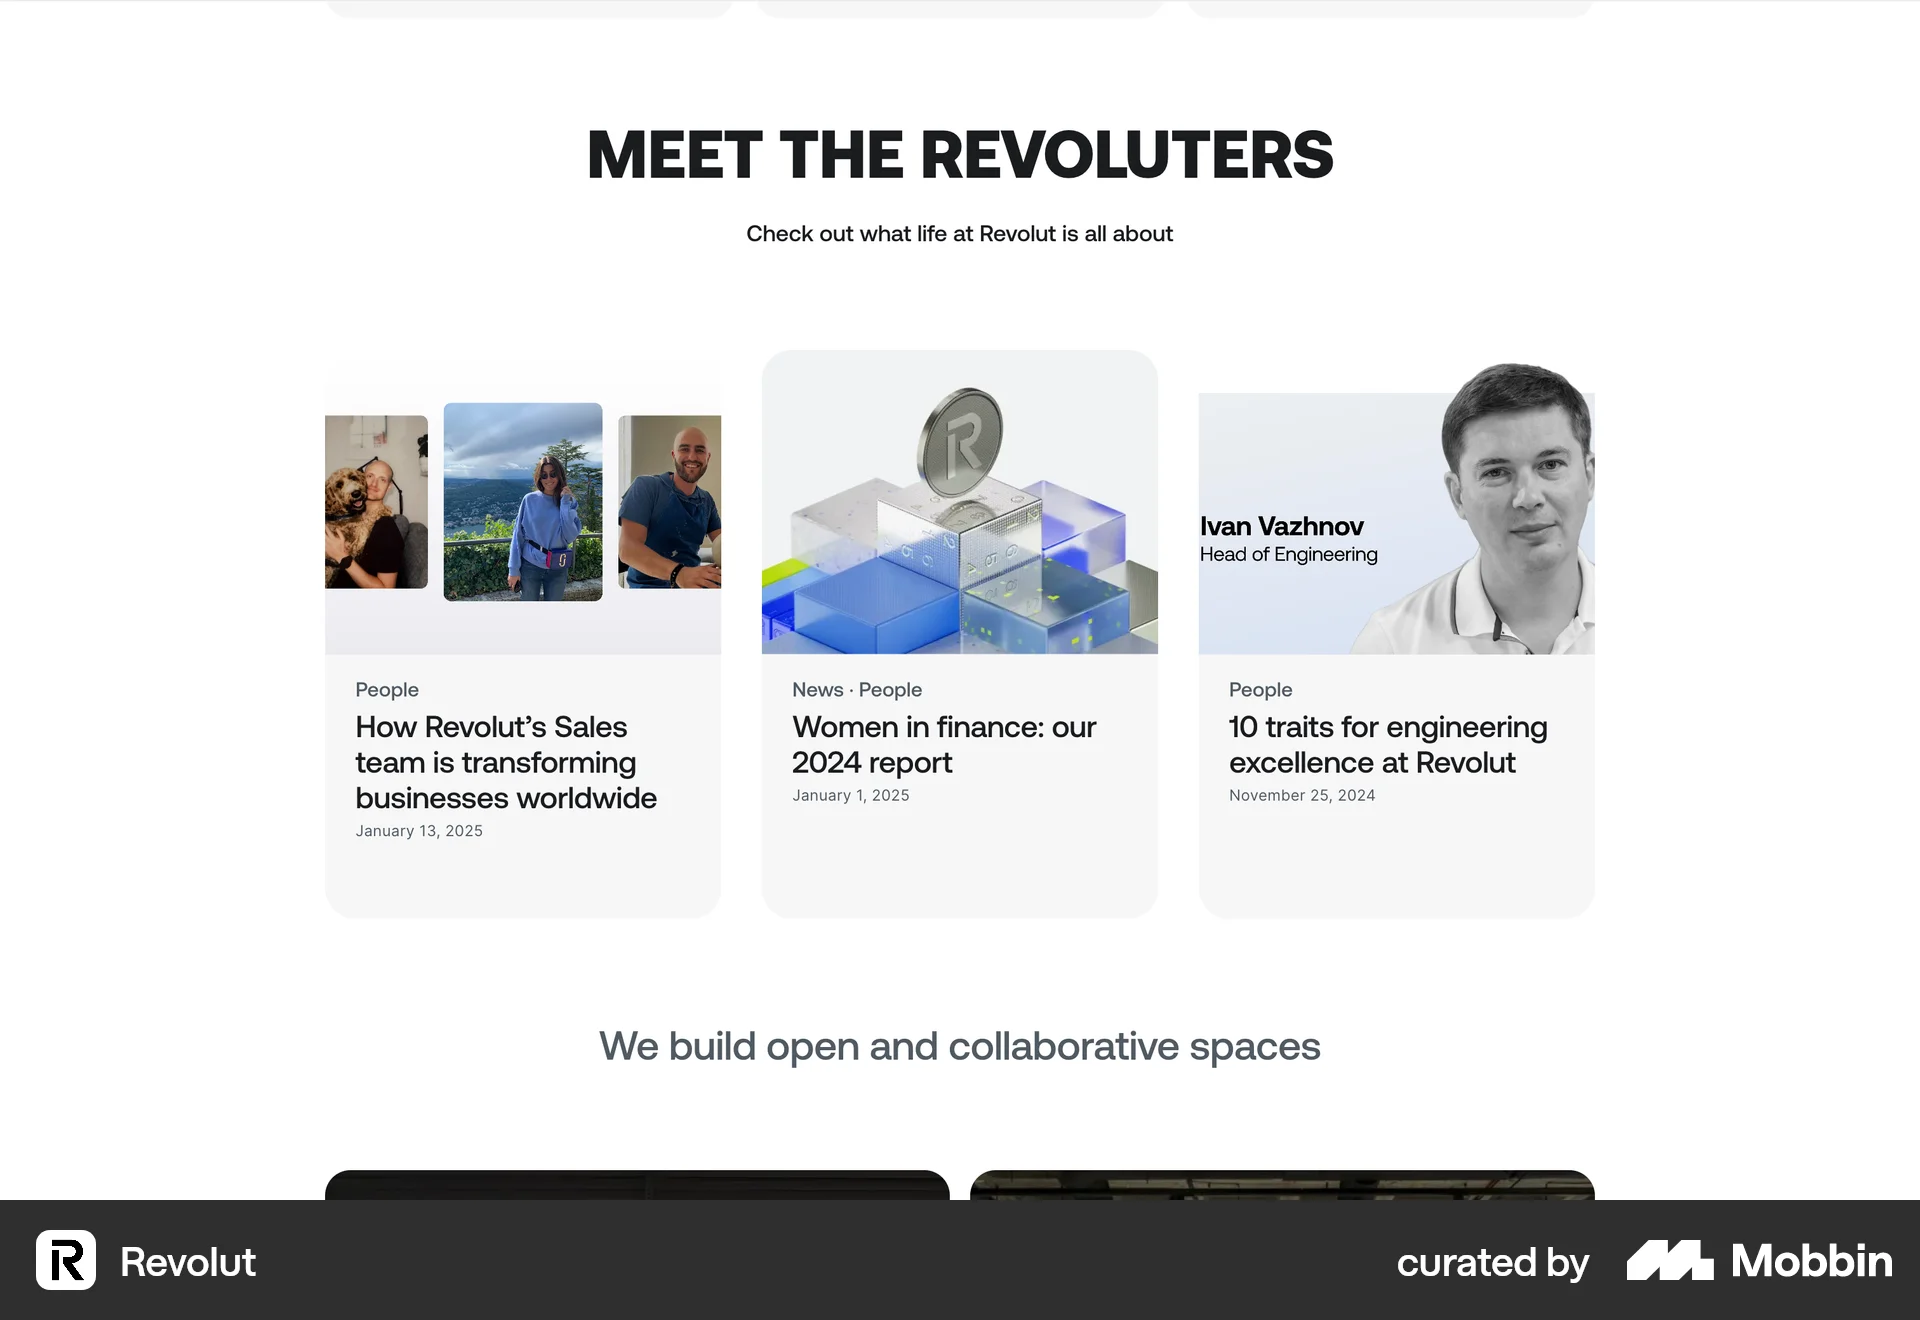 MEET THE REVOLUTERS
Check out what life at Revolut is all about
Ivan Vazhnov
Head of Engineering
People
How Revolut’s Sales
team is transforming
businesses worldwide
January 13, 2025
News · People
Women in finance: our
2024 report
January 1, 2025
People
10 traits for engineering
excellence at Revolut
November 25, 2024
We build open and collaborative spaces
Revolut
curated by Mobbin